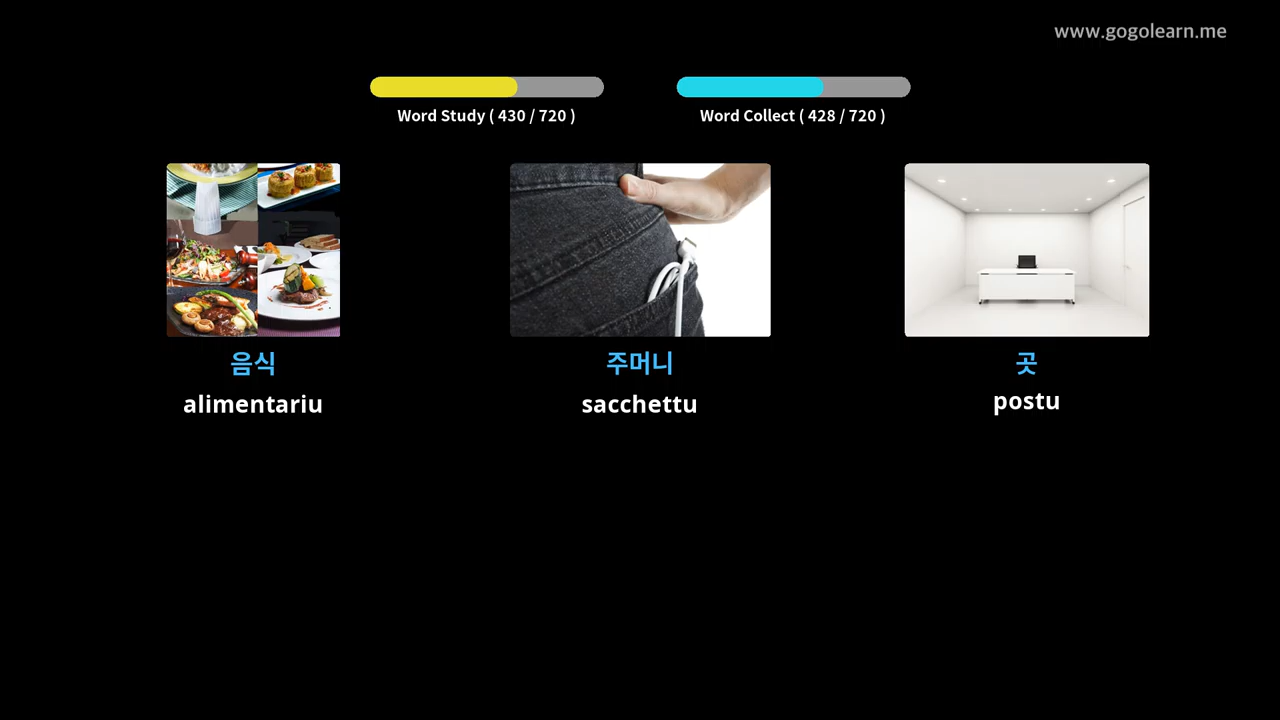 www.gogolearn.me
Word Study ( 430 / 720 )
Word Collect ( 428 / 720 )
음식
주머니
곳
alimentariu
sacchettu
postu